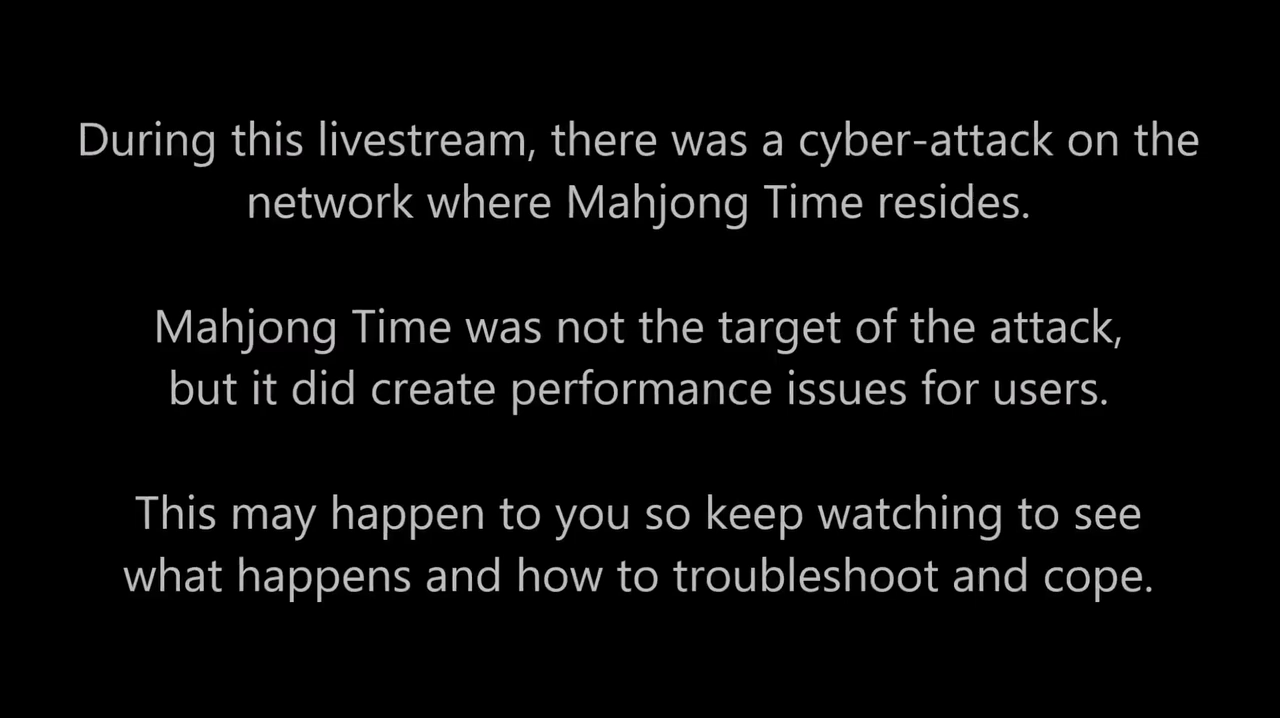 During this livestream, there was a cyber-attack on the
network where Mahjong Time resides.
Mahjong Time was not the target of the attack,
but it did create performance issues for users.
This may happen to you so keep watching to see
what happens and how to troubleshoot and cope.